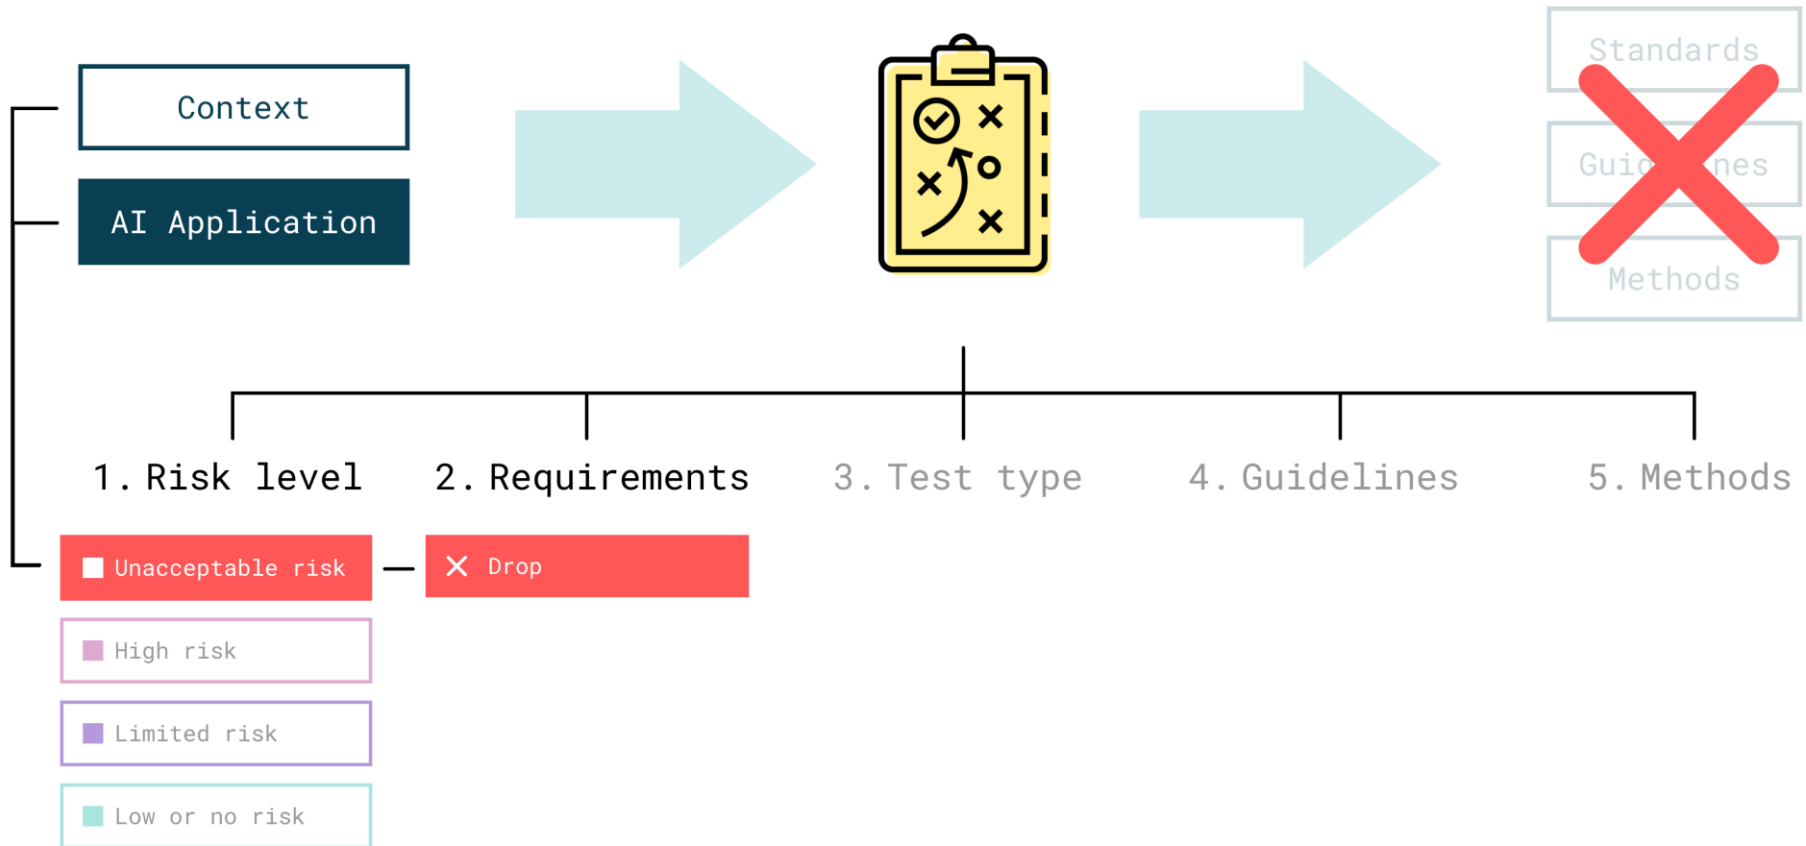 Context
AI Application
Standards
Methods
1. Risk level
2. Requirements
3. Test type
4. Guidelines
5. Methods
Unacceptable risk
Drop
High risk
Limited risk
Low or no risk